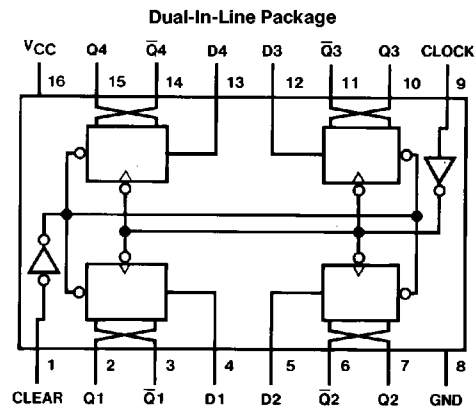 Dual-In-Line Package
VCC Q4 Q̅4 D4 D3 Q̅3 Q3 CLOCK
16 15 14 13 12 11 10 9
1 2 3 4 5 6 7 8
CLEAR Q1 Q̅1 D1 D2 Q̅2 Q2 GND